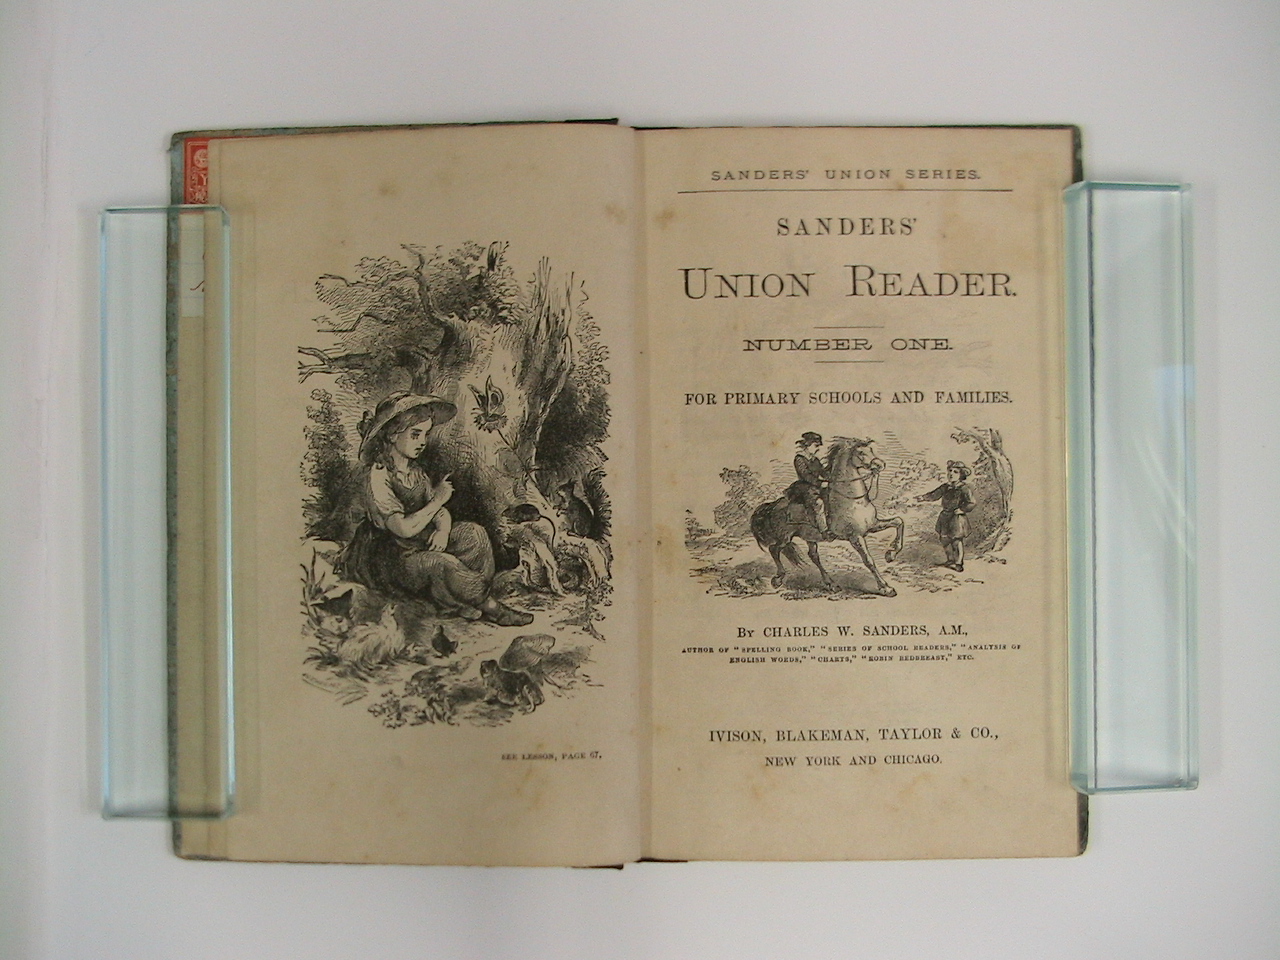 SEE LESSON, PAGE 67.
SANDERS' UNION SERIES.
SANDERS'
UNION READER.
NUMBER ONE.
FOR PRIMARY SCHOOLS AND FAMILIES.
BY CHARLES W. SANDERS, A.M.,
AUTHOR OF "SPELLING BOOK," "SERIES OF SCHOOL READERS," "ANALYSIS OF
ENGLISH WORDS," "CHARTS," "ROBIN REDBREAST," ETC.
IVISON, BLAKEMAN, TAYLOR & CO.,
NEW YORK AND CHICAGO.